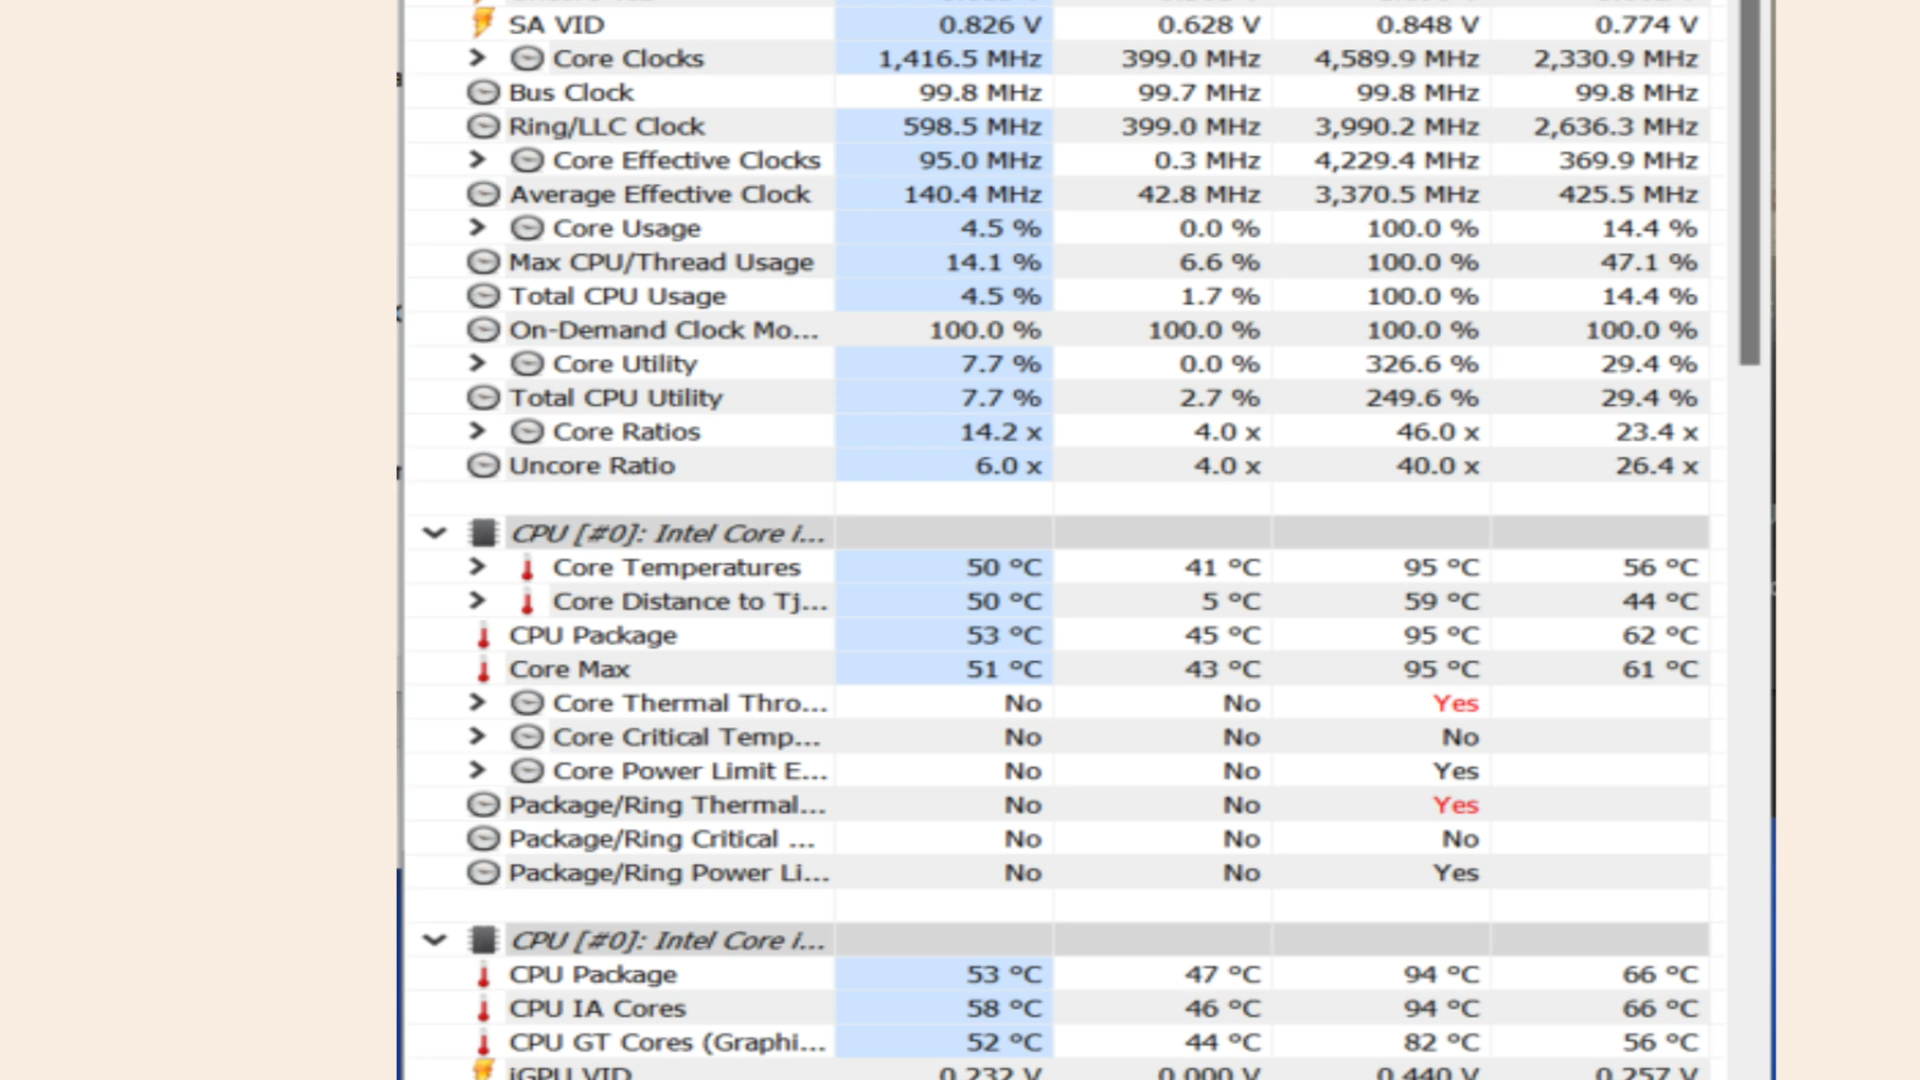 SA VID 0.826 V 0.628 V 0.848 V 0.774 V
Core Clocks 1,416.5 MHz 399.0 MHz 4,589.9 MHz 2,330.9 MHz
Bus Clock 99.8 MHz 99.7 MHz 99.8 MHz 99.8 MHz
Ring/LLC Clock 598.5 MHz 399.0 MHz 3,990.2 MHz 2,636.3 MHz
Core Effective Clocks 95.0 MHz 0.3 MHz 4,229.4 MHz 369.9 MHz
Average Effective Clock 140.4 MHz 42.8 MHz 3,370.5 MHz 425.5 MHz
Core Usage 4.5 % 0.0 % 100.0 % 14.4 %
Max CPU/Thread Usage 14.1 % 6.6 % 100.0 % 47.1 %
Total CPU Usage 4.5 % 1.7 % 100.0 % 14.4 %
On-Demand Clock Mo... 100.0 % 100.0 % 100.0 % 100.0 %
Core Utility 7.7 % 0.0 % 326.6 % 29.4 %
Total CPU Utility 7.7 % 2.7 % 249.6 % 29.4 %
Core Ratios 14.2 x 4.0 x 46.0 x 23.4 x
Uncore Ratio 6.0 x 4.0 x 40.0 x 26.4 x
CPU [#0]: Intel Core i...
Core Temperatures 50 °C 41 °C 95 °C 56 °C
Core Distance to Tj... 50 °C 5 °C 59 °C 44 °C
CPU Package 53 °C 45 °C 95 °C 62 °C
Core Max 51 °C 43 °C 95 °C 61 °C
Core Thermal Thro... No No Yes
Core Critical Temp... No No No
Core Power Limit E... No No Yes
Package/Ring Thermal... No No Yes
Package/Ring Critical ... No No No
Package/Ring Power Li... No No Yes
CPU [#0]: Intel Core i...
CPU Package 53 °C 47 °C 94 °C 66 °C
CPU IA Cores 58 °C 46 °C 94 °C 66 °C
CPU GT Cores (Graphi... 52 °C 44 °C 82 °C 56 °C
iGPU VID 0.232 V 0.000 V 0.440 V 0.257 V